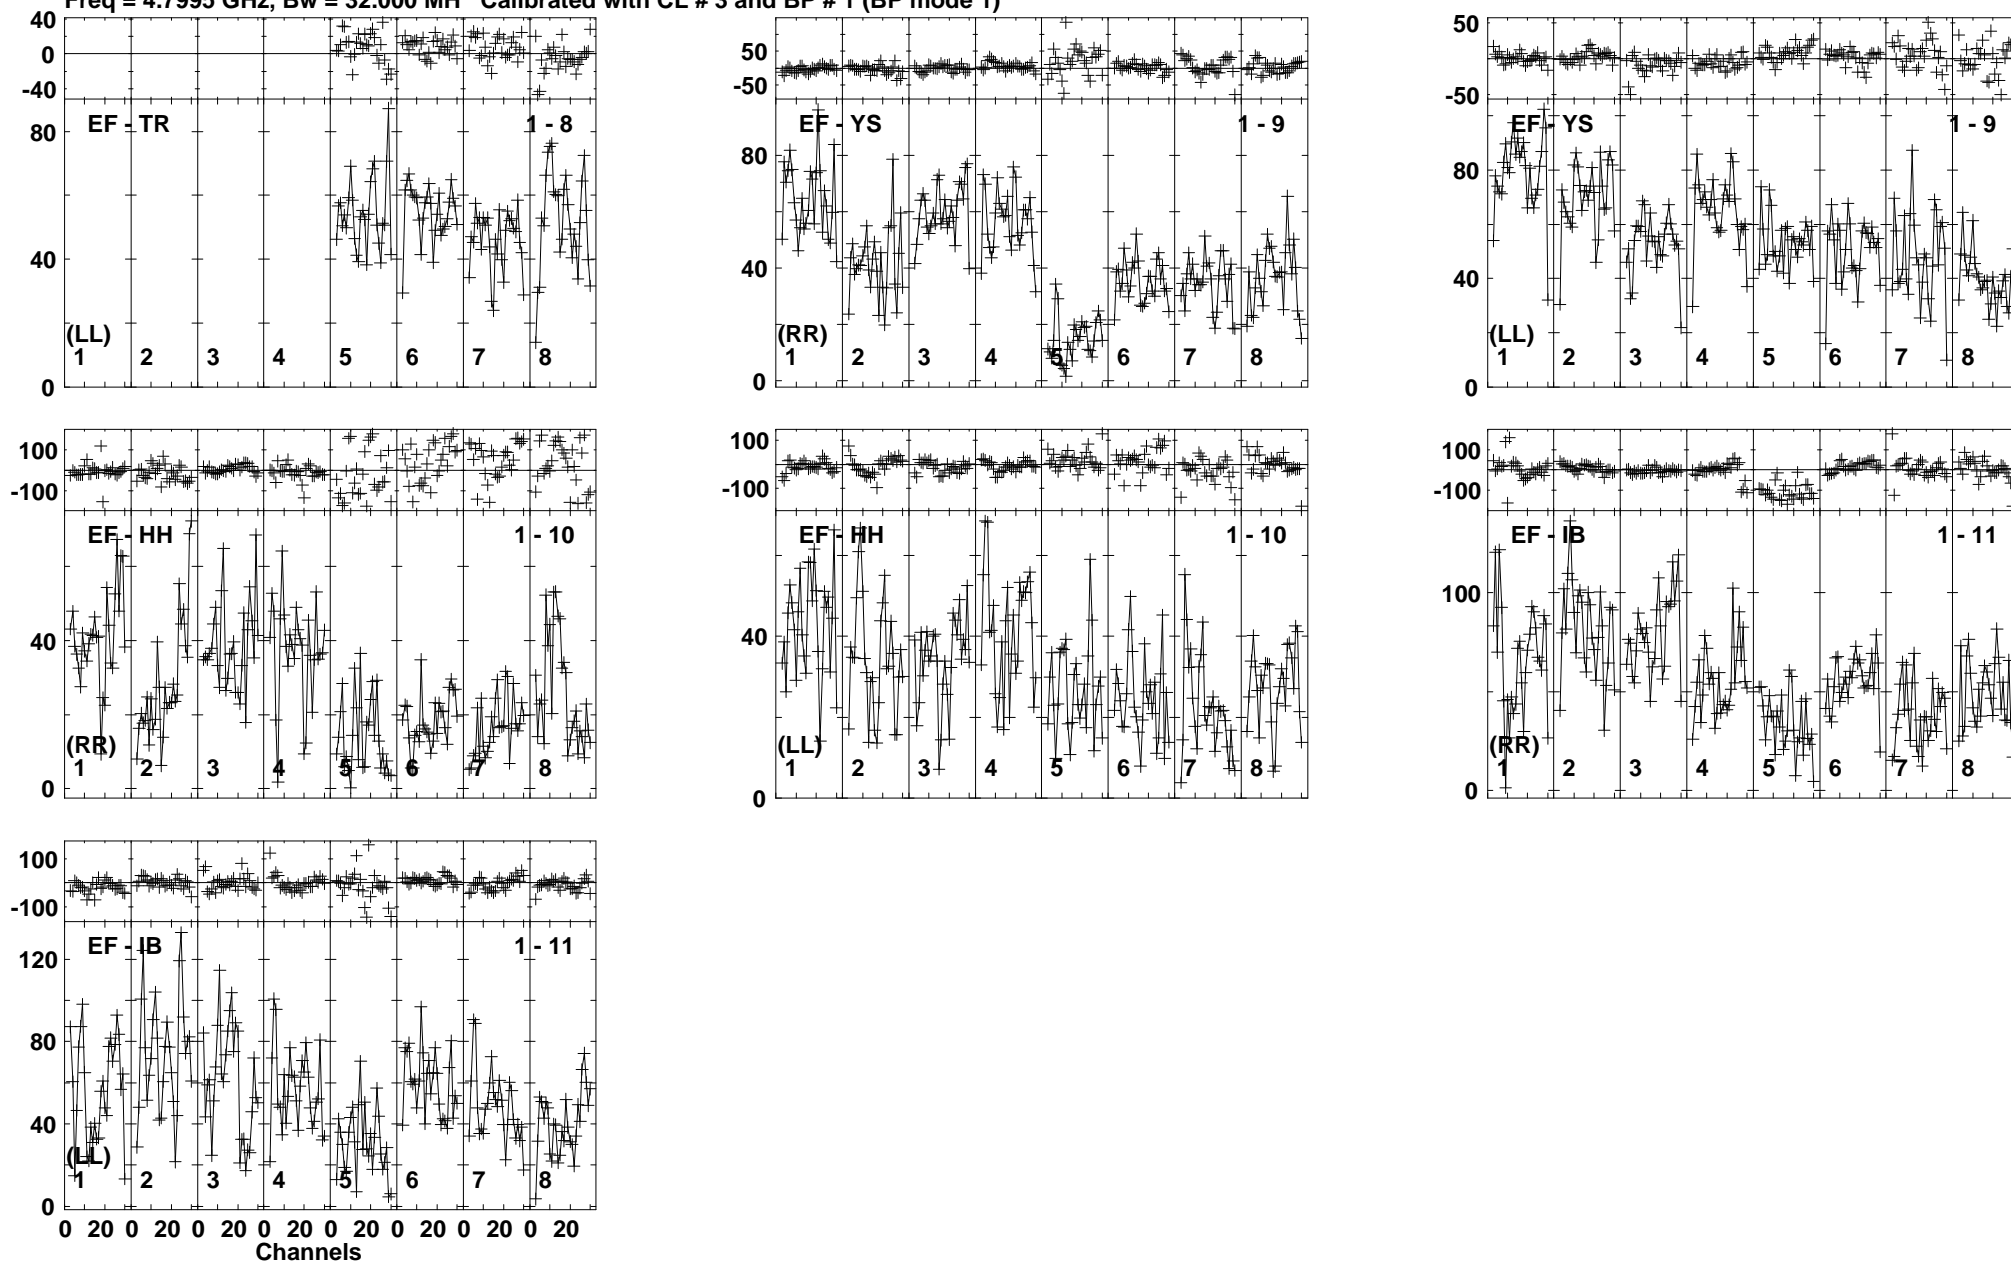 Freq = 4.7995 GHz, Bw = 32.000 MH Calibrated with CL # 3 and BP # 1 (BP mode 1)
40
0
-40
EF - TR 1 - 8
80
40
0
(LL)
1 2 3 4 5 6 7 8
50
-50
EF - YS 1 - 9
80
40
0
(RR)
1 2 3 4 5 6 7 8
50
-50
EF - YS 1 - 9
80
40
0
(LL)
1 2 3 4 5 6 7 8
100
-100
EF - HH 1 - 10
40
0
(RR)
1 2 3 4 5 6 7 8
100
-100
EF - HH 1 - 10
40
0
(LL)
1 2 3 4 5 6 7 8
100
-100
EF - IB 1 - 11
100
0
(RR)
1 2 3 4 5 6 7 8
100
-100
EF - IB 1 - 11
120
80
40
0
(LL)
1 2 3 4 5 6 7 8
0 20 0 20 0 20 0 20 0 20 0 20 0 20 0 20
Channels